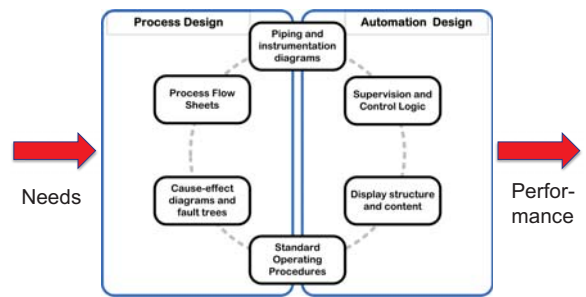 Process Design
Automation Design
Piping and
instrumentation
diagrams
Process Flow
Sheets
Supervision and
Control Logic
Needs
Cause-effect
diagrams and
fault trees
Display structure
and content
Perfor-
mance
Standard
Operating
Procedures